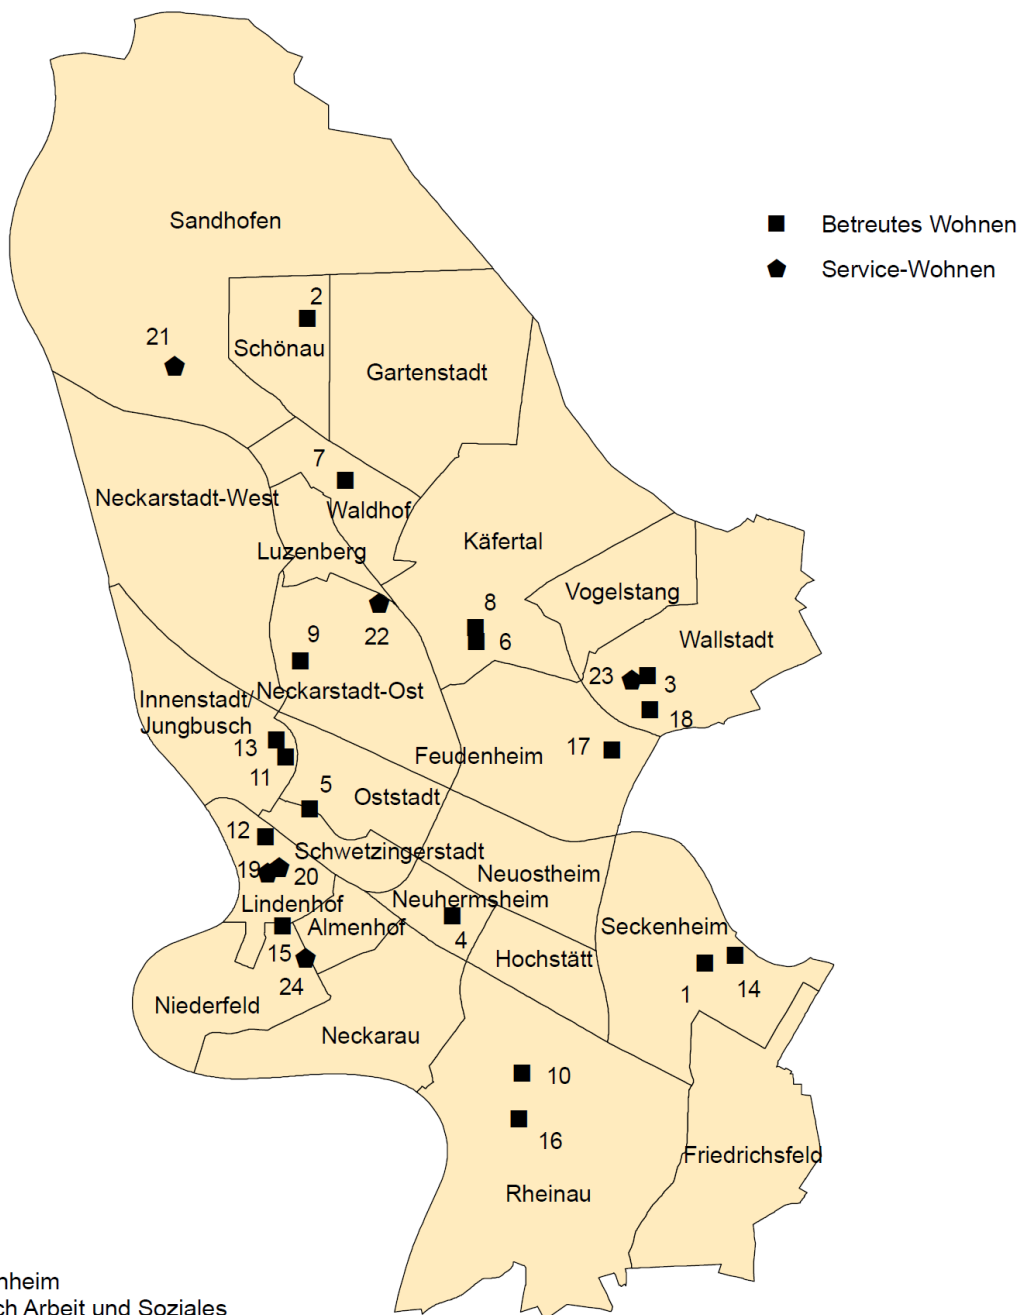 Sandhofen
Betreutes Wohnen
Service-Wohnen
2
21
Schönau
Gartenstadt
7
Neckarstadt-West
Waldhof
Luzenberg
Käfertal
Vogelstang
8
22
6
Wallstadt
9
23
3
Neckarstadt-Ost
Innenstadt/
Jungbusch
18
13
11
Feudenheim
17
5
Oststadt
12
Schwetzingerstadt
19
20
Neuostheim
Lindenhof
Neuhermsheim
Almenhof
4
Seckenheim
15
Hochstätt
24
1
14
Niederfeld
Neckarau
10
16
Friedrichsfeld
Rheinau
nheim
ch Arbeit und Soziales